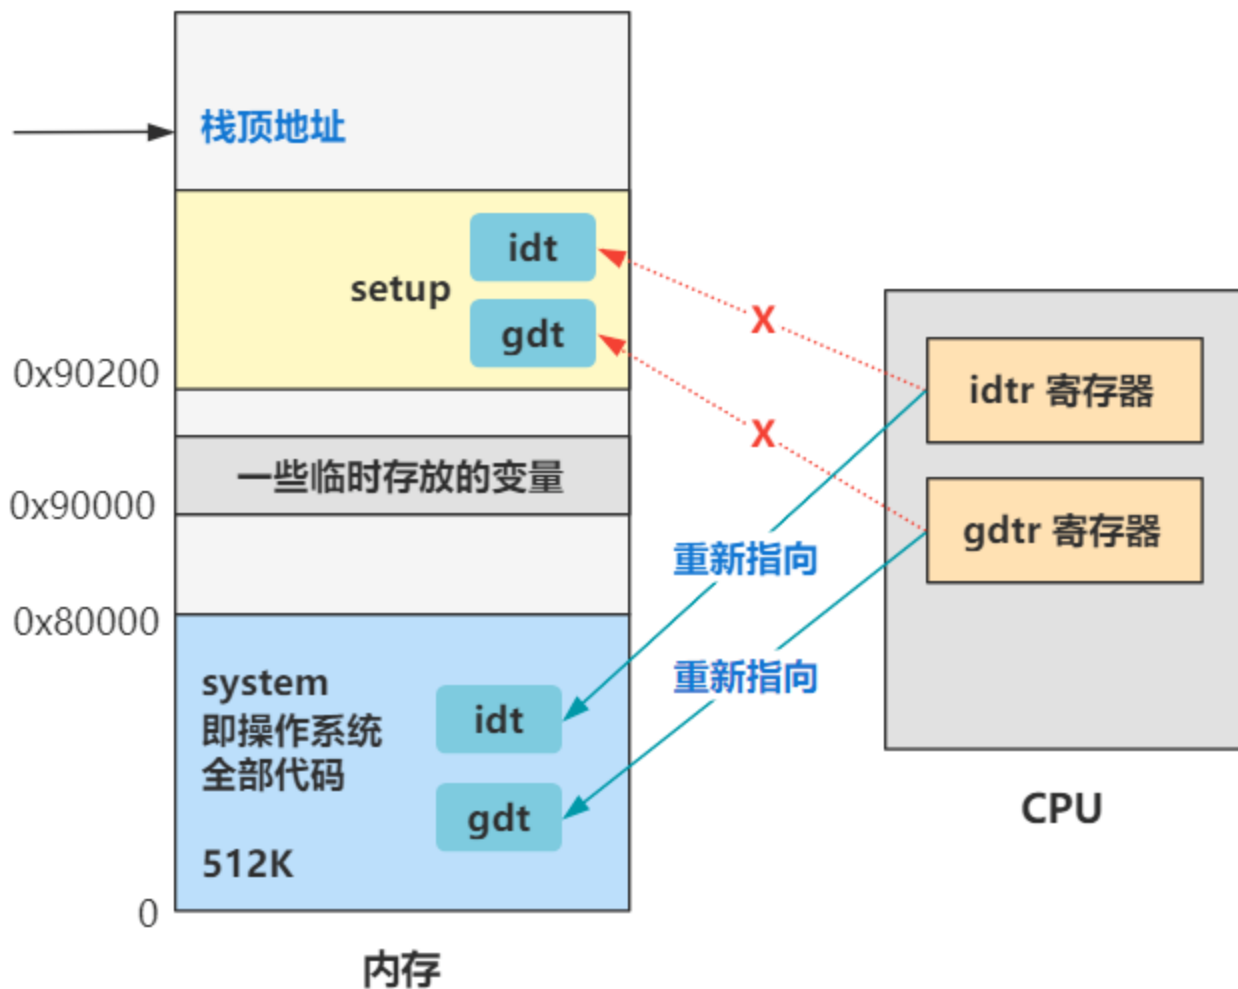 栈顶地址
idt
setup
gdt
0x90200
一些临时存放的变量
0x90000
0x80000
system
即操作系统
全部代码
idt
gdt
512K
0
内存
X
X
重新指向
重新指向
idtr 寄存器
gdtr 寄存器
CPU